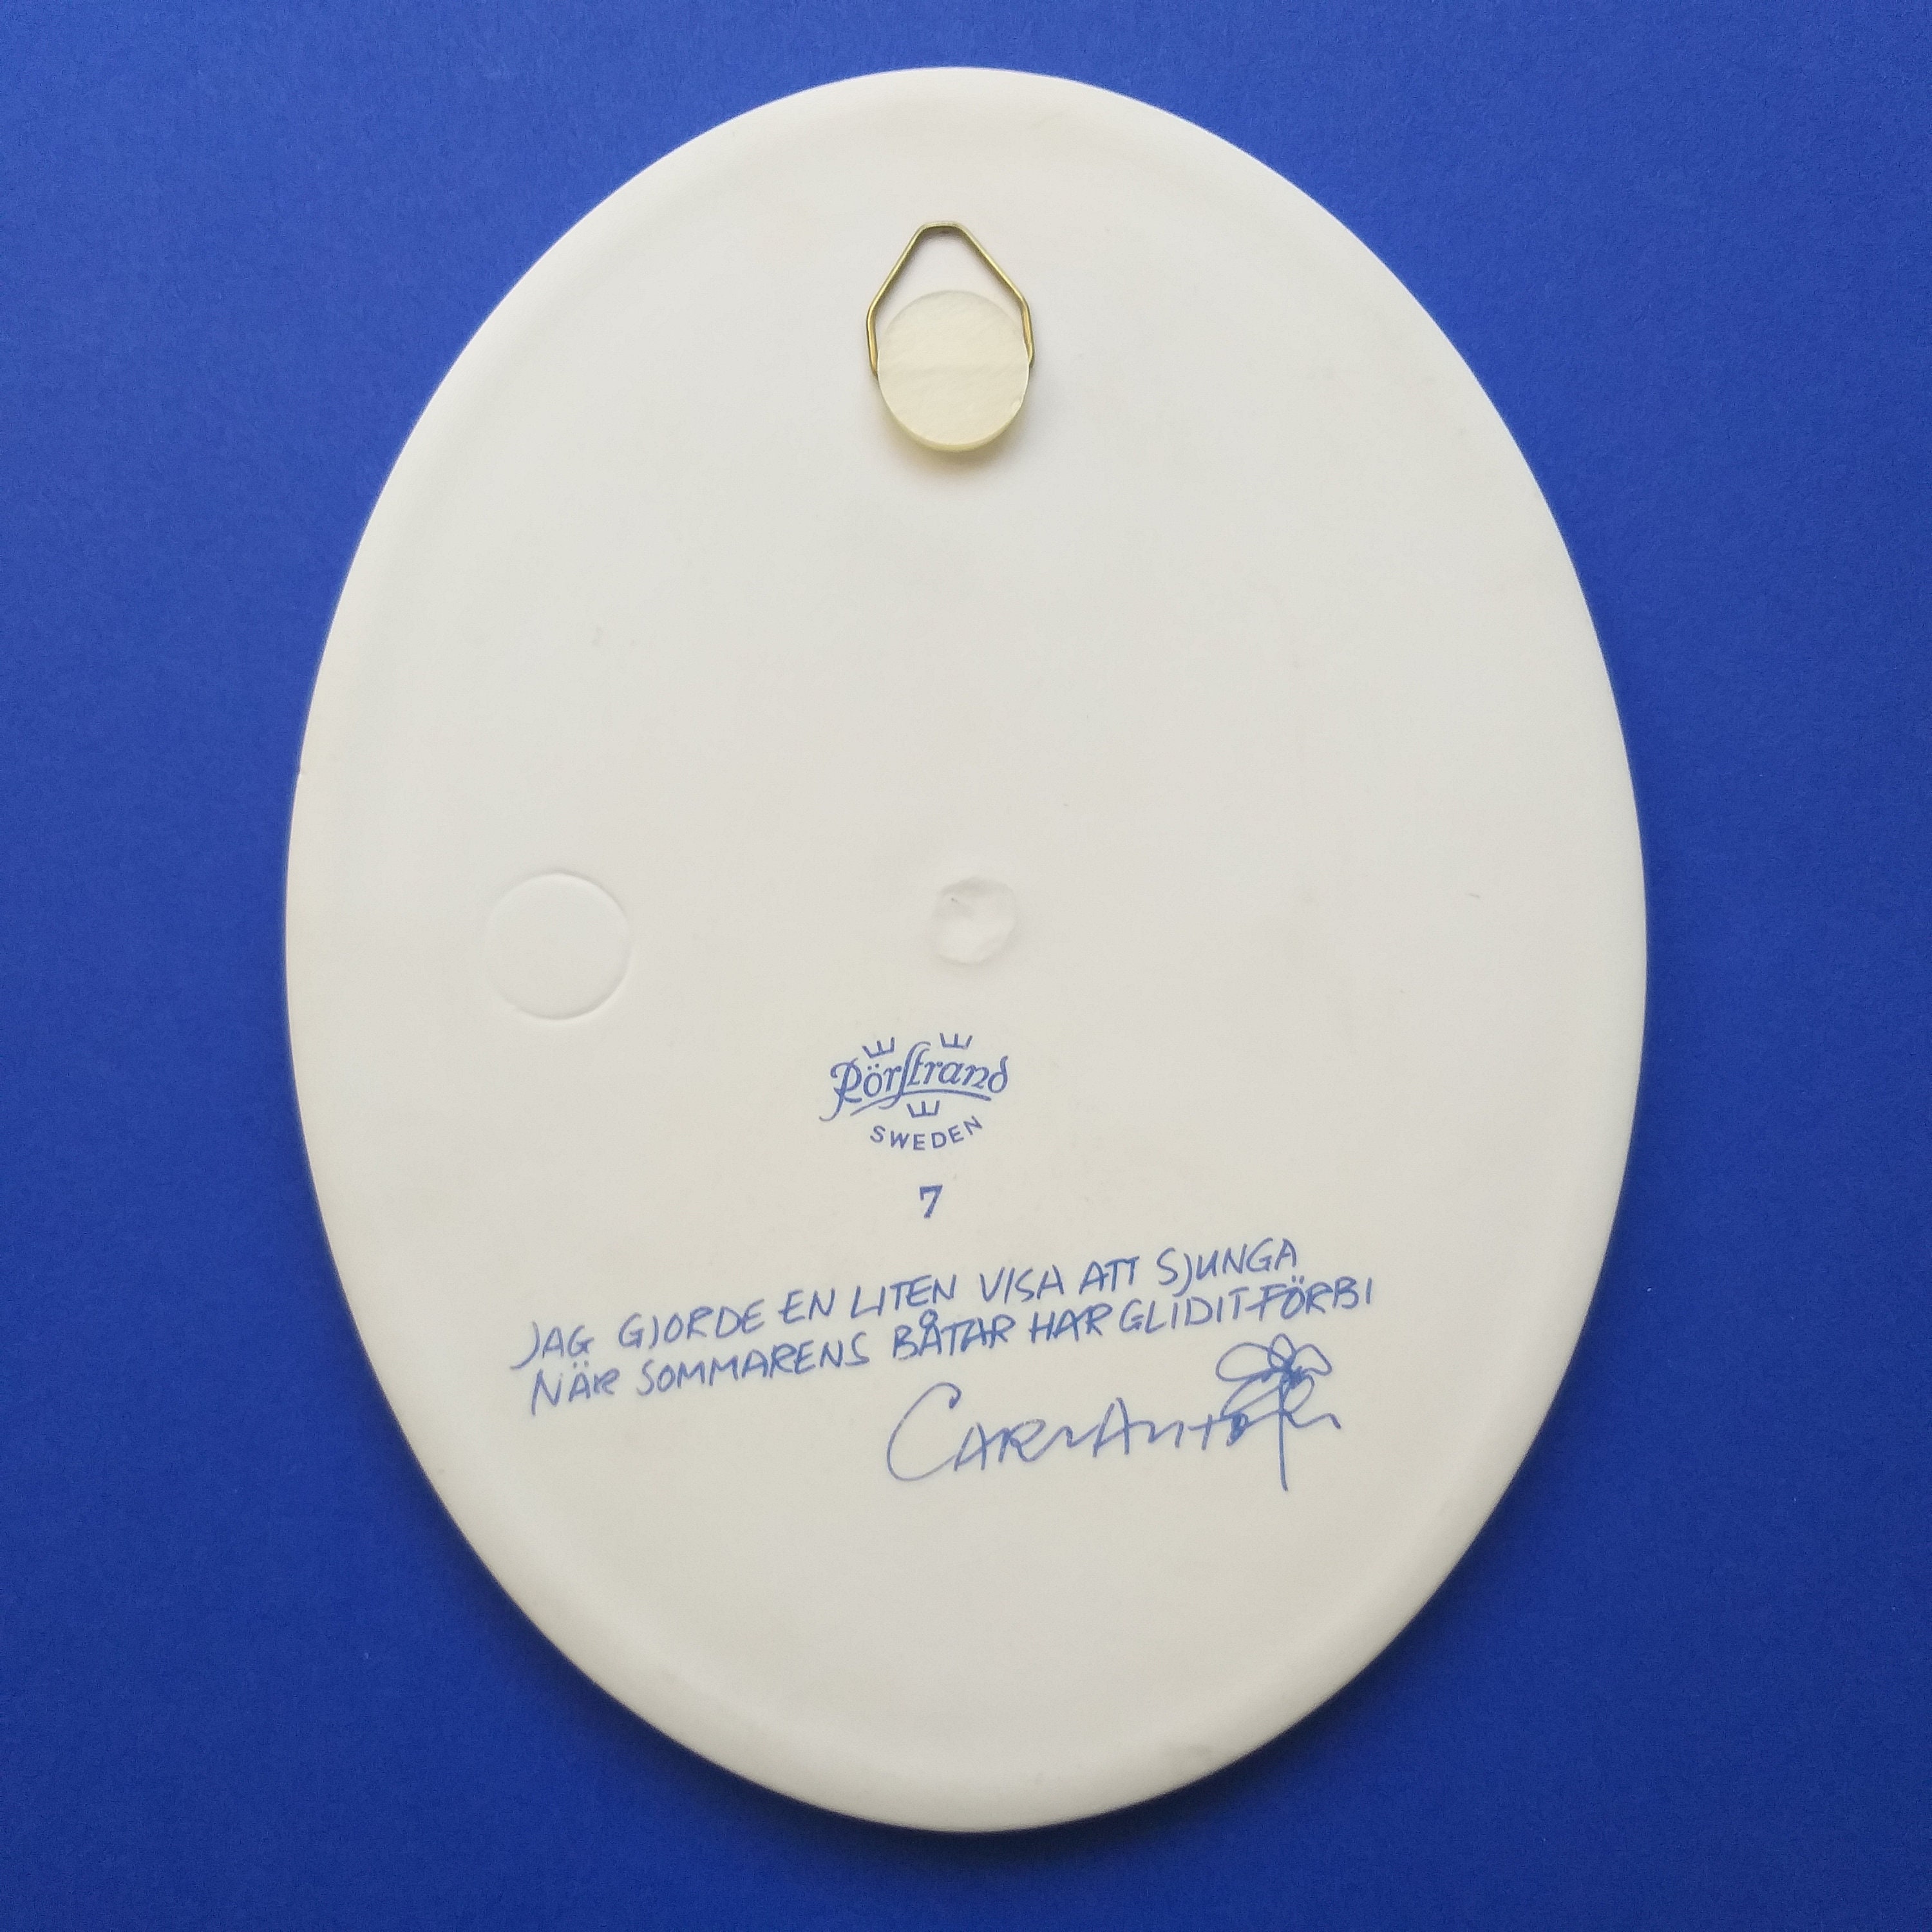 Rörstrand
SWEDEN
7
JAG GJORDE EN LITEN VISA ATT SJUNGA
NÄR SOMMARENS BÅTAR HAR GLIDIT FÖRBI